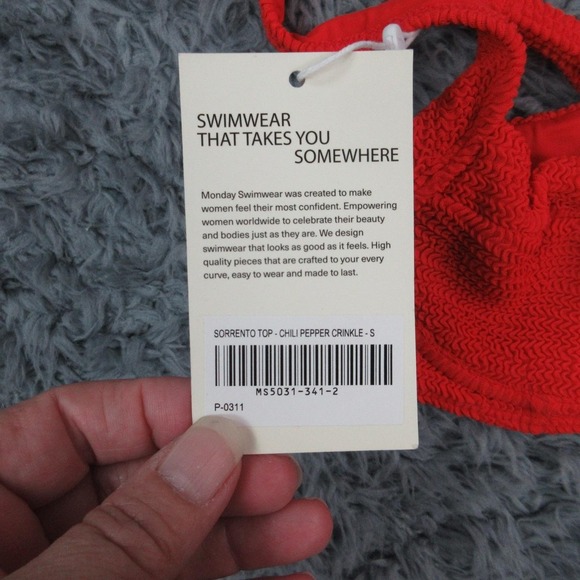 SWIMWEAR
THAT TAKES YOU
SOMEWHERE
Monday Swimwear was created to make
women feel their most confident. Empowering
women worldwide to celebrate their beauty
and bodies just as they are. We design
swimwear that looks as good as it feels. High
quality pieces that are crafted to your every
curve, easy to wear and made to last.
SORRENTO TOP - CHILI PEPPER CRINKLE - S
MS5031-341-2
P-0311